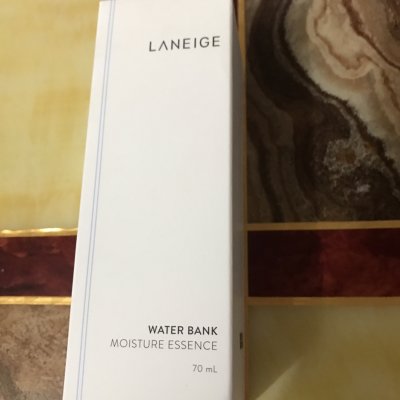 LANEIGE
WATER BANK
MOISTURE ESSENCE
70 mL